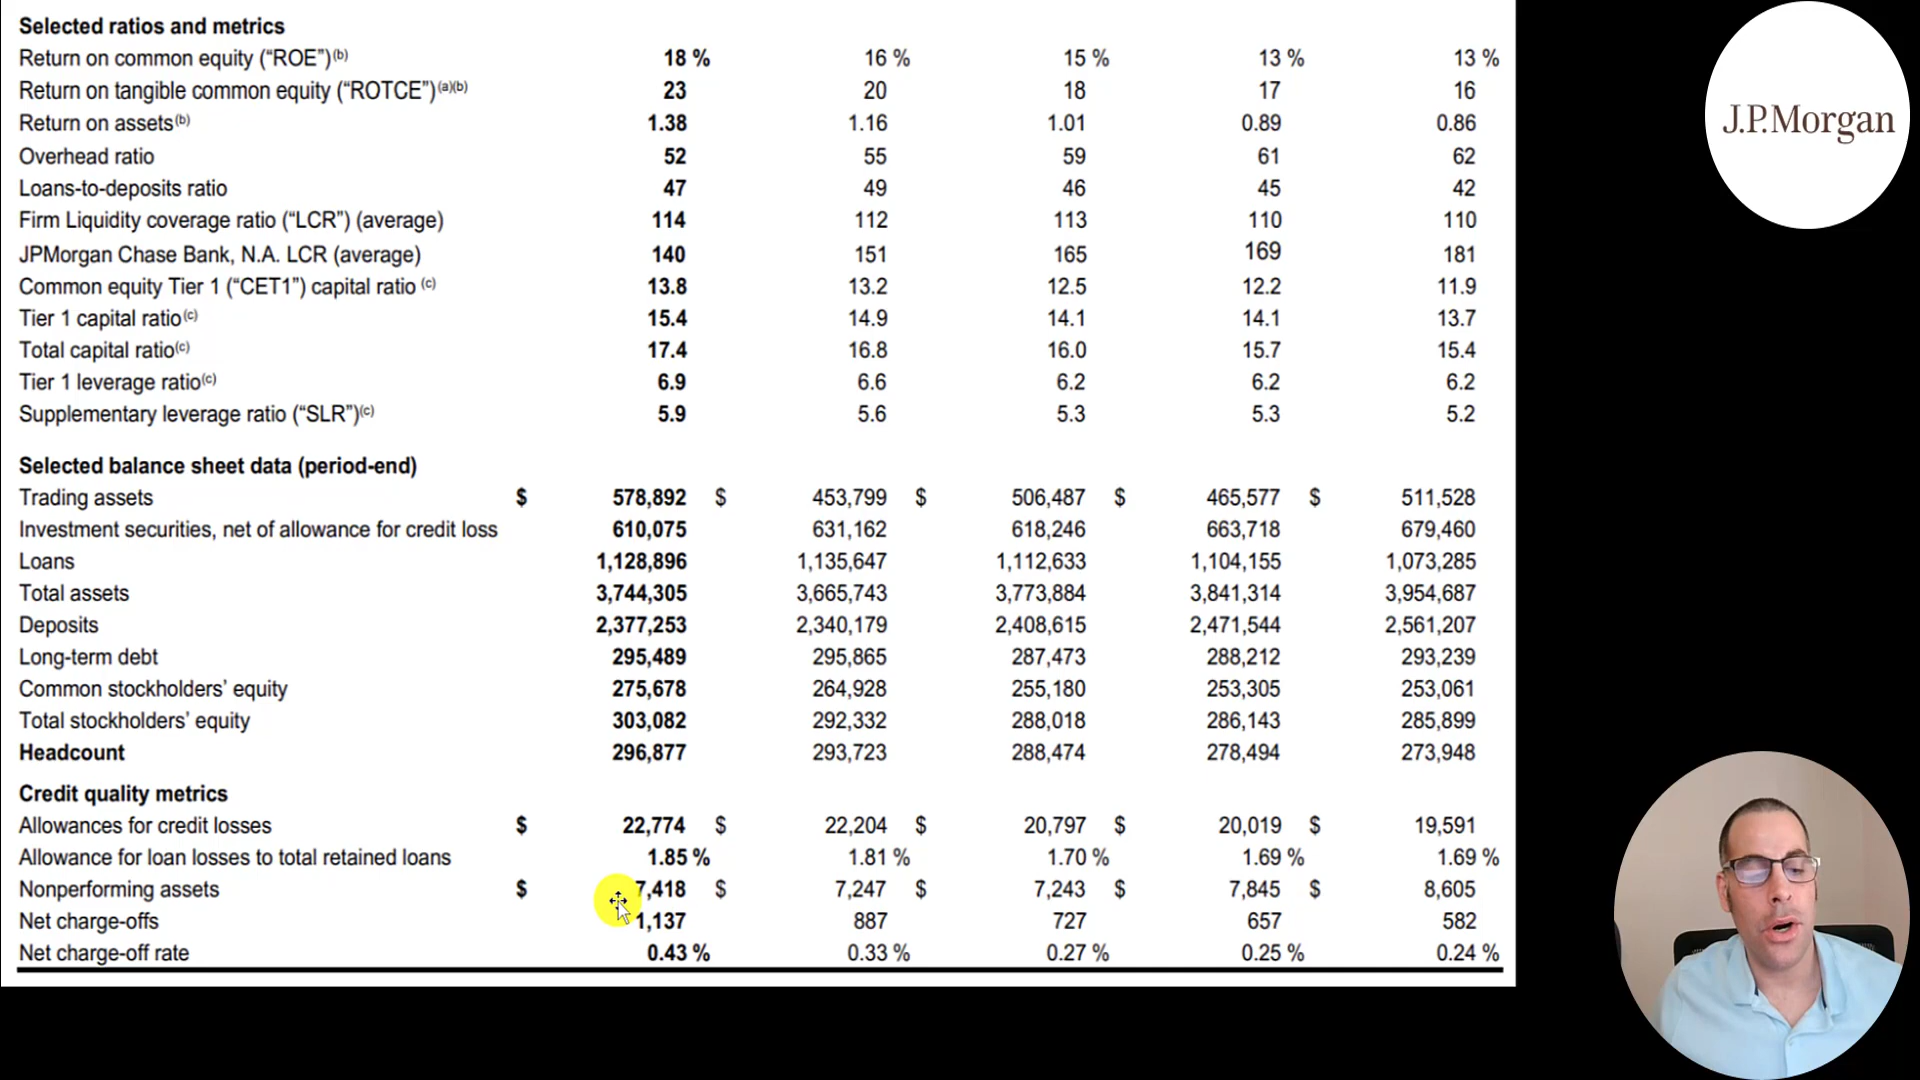 Selected ratios and metrics
Return on common equity (“ROE”)(b) 18 % 16 % 15 % 13 % 13 %
Return on tangible common equity (“ROTCE”)(a)(b) 23 20 18 17 16
Return on assets(b) 1.38 1.16 1.01 0.89 0.86
Overhead ratio 52 55 59 61 62
Loans-to-deposits ratio 47 49 46 45 42
Firm Liquidity coverage ratio (“LCR”) (average) 114 112 113 110 110
JPMorgan Chase Bank, N.A. LCR (average) 140 151 165 169 181
Common equity Tier 1 (“CET1”) capital ratio (c) 13.8 13.2 12.5 12.2 11.9
Tier 1 capital ratio(c) 15.4 14.9 14.1 14.1 13.7
Total capital ratio(c) 17.4 16.8 16.0 15.7 15.4
Tier 1 leverage ratio(c) 6.9 6.6 6.2 6.2 6.2
Supplementary leverage ratio (“SLR”)(c) 5.9 5.6 5.3 5.3 5.2
Selected balance sheet data (period-end)
Trading assets $ 578,892 $ 453,799 $ 506,487 $ 465,577 $ 511,528
Investment securities, net of allowance for credit loss 610,075 631,162 618,246 663,718 679,460
Loans 1,128,896 1,135,647 1,112,633 1,104,155 1,073,285
Total assets 3,744,305 3,665,743 3,773,884 3,841,314 3,954,687
Deposits 2,377,253 2,340,179 2,408,615 2,471,544 2,561,207
Long-term debt 295,489 295,865 287,473 288,212 293,239
Common stockholders’ equity 275,678 264,928 255,180 253,305 253,061
Total stockholders’ equity 303,082 292,332 288,018 286,143 285,899
Headcount 296,877 293,723 288,474 278,494 273,948
Credit quality metrics
Allowances for credit losses $ 22,774 $ 22,204 $ 20,797 $ 20,019 $ 19,591
Allowance for loan losses to total retained loans 1.85 % 1.81 % 1.70 % 1.69 % 1.69 %
Nonperforming assets $ 7,418 $ 7,247 $ 7,243 $ 7,845 $ 8,605
Net charge-offs 1,137 887 727 657 582
Net charge-off rate 0.43 % 0.33 % 0.27 % 0.25 % 0.24 %
J.P.Morgan